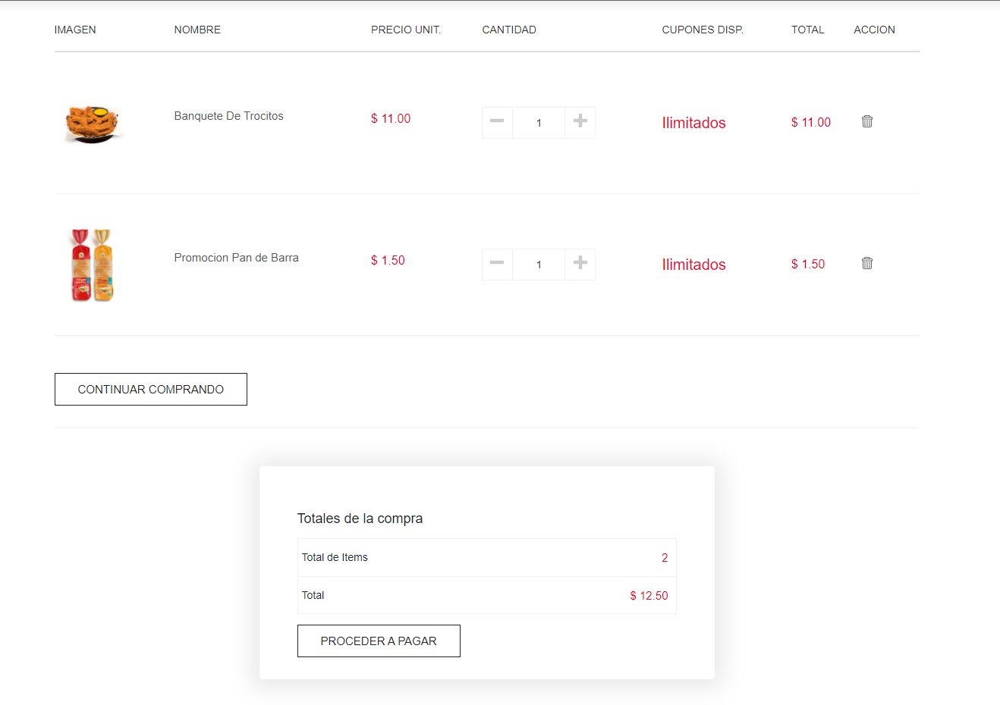 IMAGEN NOMBRE PRECIO UNIT. CANTIDAD CUPONES DISP. TOTAL ACCION
Banquete De Trocitos $ 11.00 1 Ilimitados $ 11.00
Promocion Pan de Barra $ 1.50 1 Ilimitados $ 1.50
CONTINUAR COMPRANDO
Totales de la compra
Total de Items 2
Total $ 12.50
PROCEDER A PAGAR